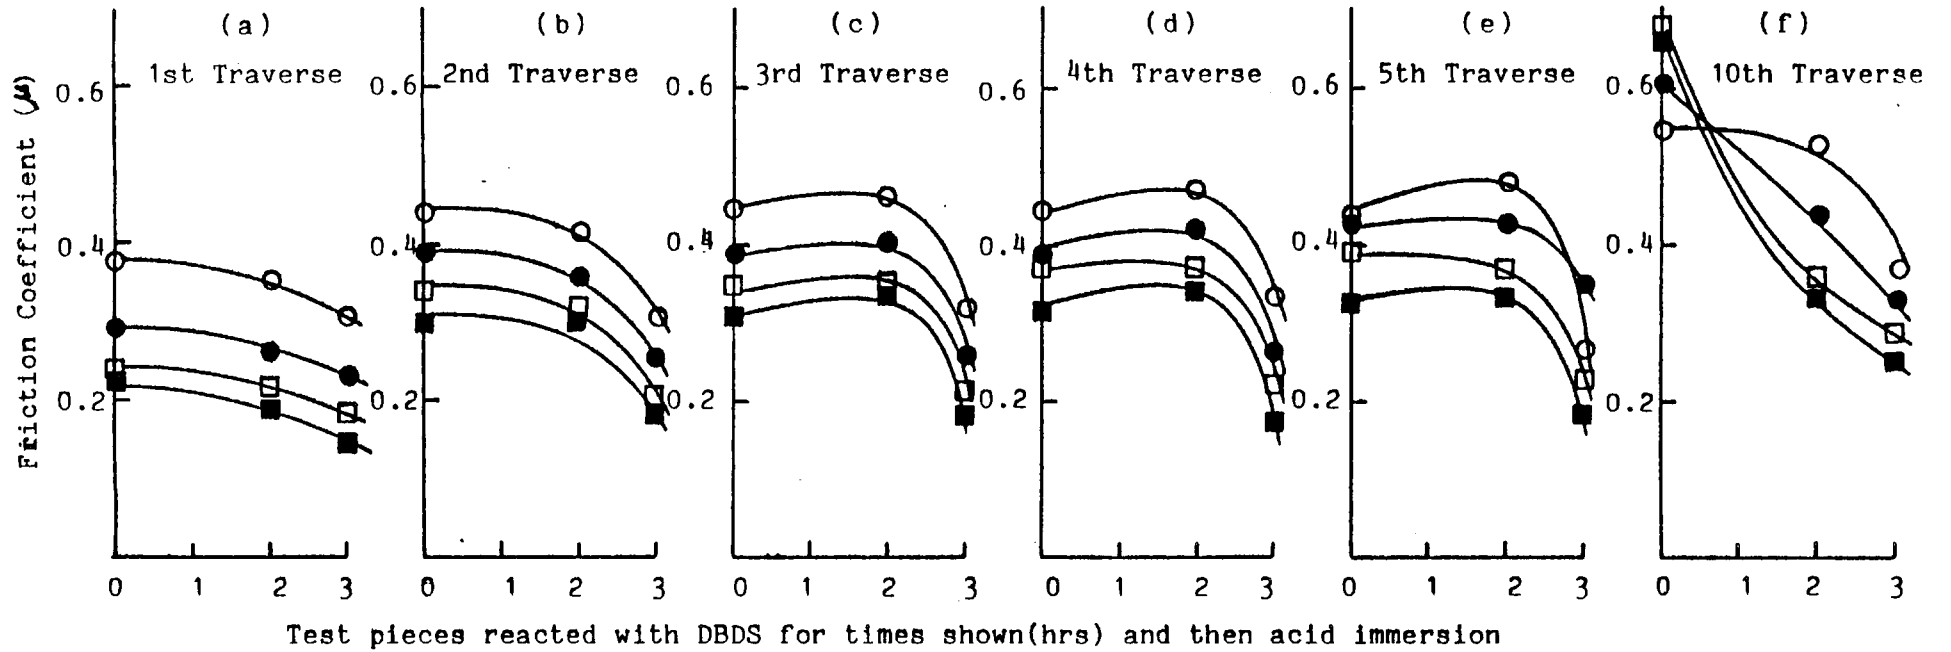 (a) (b) (c) (d) (e) (f)
1st Traverse 2nd Traverse 3rd Traverse 4th Traverse 5th Traverse 10th Traverse
Friction Coefficient (μ)
0.6 0.6 0.6 0.6 0.6 0.6
0.4 0.4 0.4 0.4 0.4 0.4
0.2 0.2 0.2 0.2 0.2 0.2
0 1 2 3 0 1 2 3 0 1 2 3 0 1 2 3 0 1 2 3 0 1 2 3
Test pieces reacted with DBDS for times shown(hrs) and then acid immersion